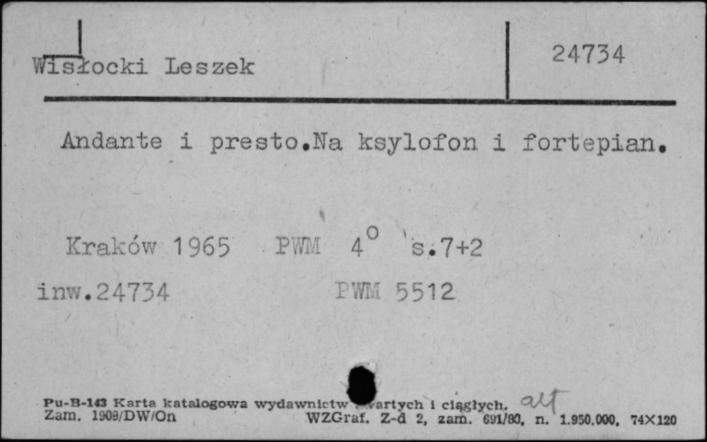 Wisłocki Leszek 24734
Andante i presto.Na ksylofon i fortepian.
Kraków 1965 PWM 4° s.7+2
inw.24734 PWM 5512
Pu-B-143 Karta katalogowa wydawnictw zwartych i ciągłych.
Zam. 1909/DW/On WZGraf. Z-d 2, zam. 691/80, n. 1.950.000, 74X120